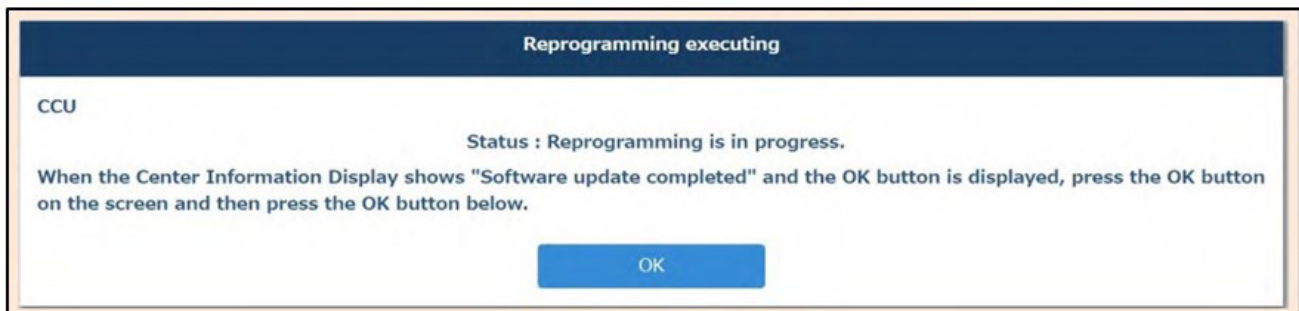 Reprogramming executing
CCU
Status : Reprogramming is in progress.
When the Center Information Display shows "Software update completed" and the OK button is displayed, press the OK button
on the screen and then press the OK button below.
OK